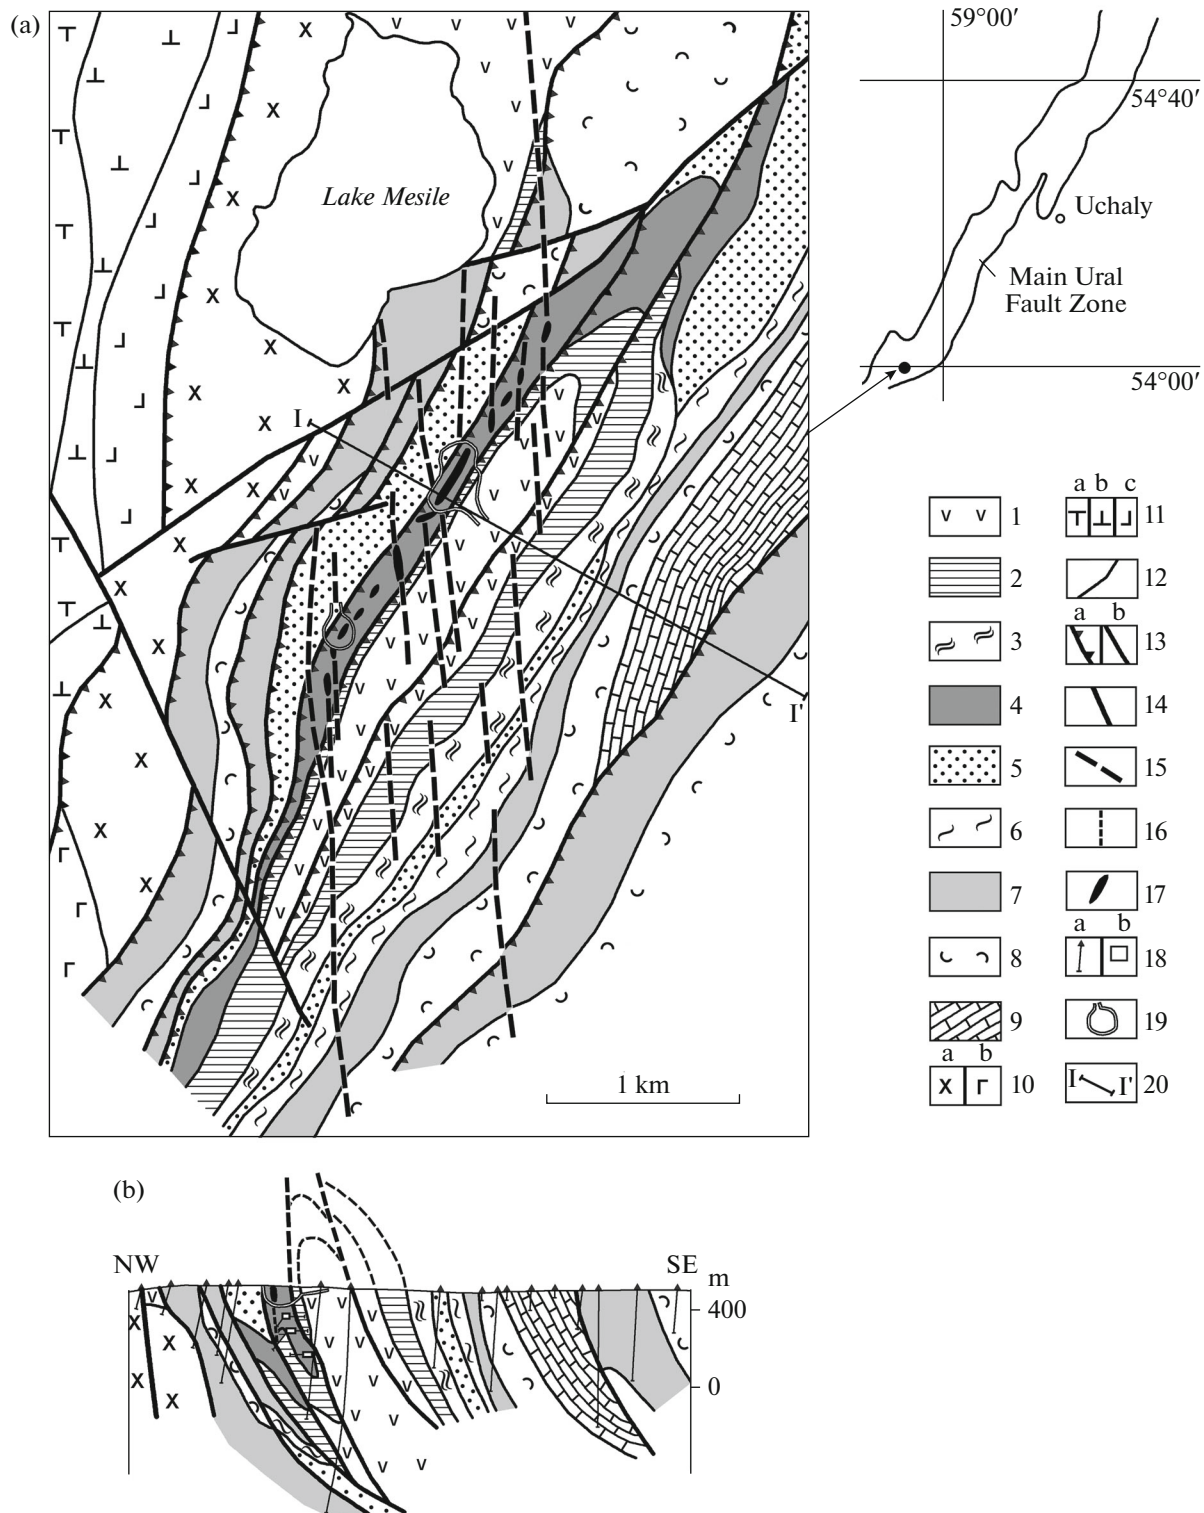 (a)
59°00′
54°40′
Lake Mesile
Uchaly
Main Ural
Fault Zone
54°00′
I
I'
1 km
1
2
3
4
5
6
7
8
9
a b
10
a b c
11
12
a b
13
14
15
16
17
a b
18
19
I I'
20
(b)
NW
SE
m
400
0